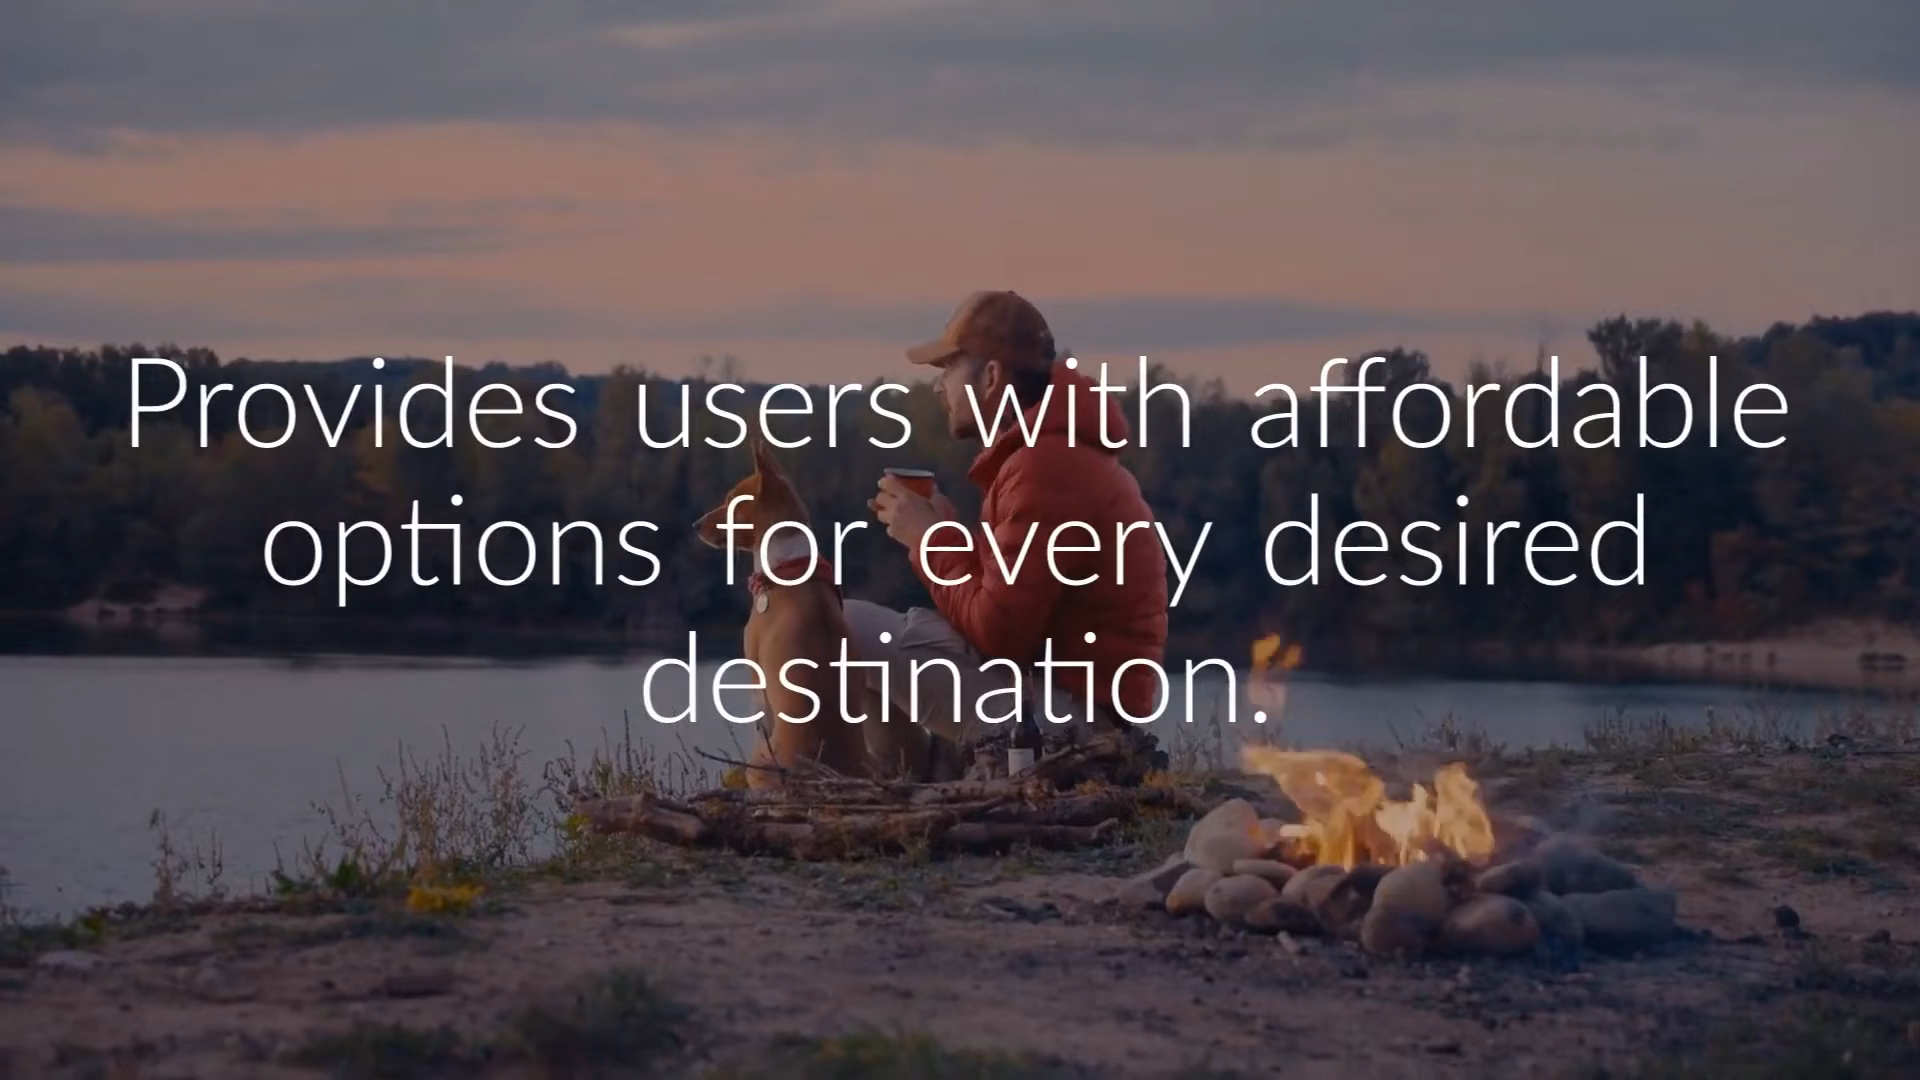 Provides users with affordable
options for every desired
destination.